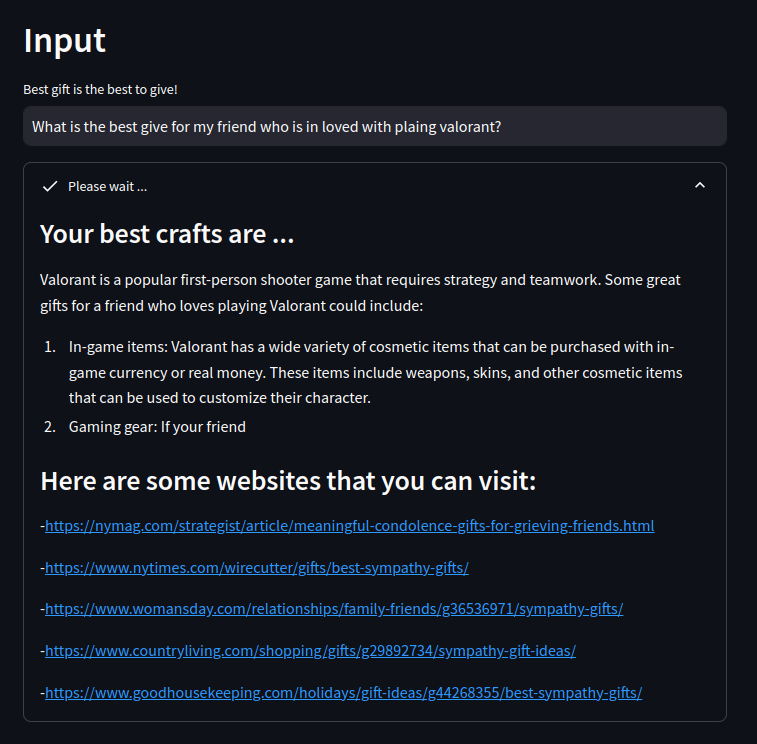 Input
Best gift is the best to give!
What is the best give for my friend who is in loved with plaing valorant?
Please wait ...
Your best crafts are ...
Valorant is a popular first-person shooter game that requires strategy and teamwork. Some great
gifts for a friend who loves playing Valorant could include:
1. In-game items: Valorant has a wide variety of cosmetic items that can be purchased with in-
game currency or real money. These items include weapons, skins, and other cosmetic items
that can be used to customize their character.
2. Gaming gear: If your friend
Here are some websites that you can visit:
-https://nymag.com/strategist/article/meaningful-condolence-gifts-for-grieving-friends.html
-https://www.nytimes.com/wirecutter/gifts/best-sympathy-gifts/
-https://www.womansday.com/relationships/family-friends/g36536971/sympathy-gifts/
-https://www.countryliving.com/shopping/gifts/g29892734/sympathy-gift-ideas/
-https://www.goodhousekeeping.com/holidays/gift-ideas/g44268355/best-sympathy-gifts/